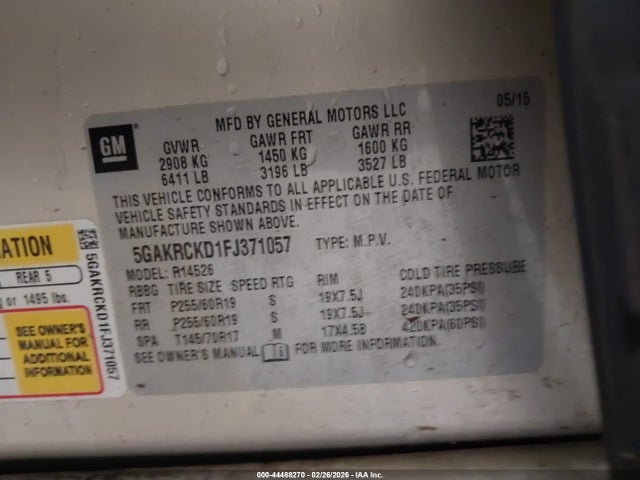 MFD BY GENERAL MOTORS LLC 05/15
GM
GVWR GAWR FRT GAWR RR
2908 KG 1450 KG 1600 KG
6411 LB 3196 LB 3527 LB
THIS VEHICLE CONFORMS TO ALL APPLICABLE U.S. FEDERAL MOTOR
VEHICLE SAFETY STANDARDS IN EFFECT ON THE DATE OF
MANUFACTURE SHOWN ABOVE.
5GAKRCKD1FJ371057 TYPE: M.P.V.
MODEL: R14526
RBBG TIRE SIZE SPEED RTG RIM COLD TIRE PRESSURE
FRT P255/60R19 S 19X7.5J 240KPA(35PSI)
RR P255/60R19 S 19X7.5J 240KPA(35PSI)
SPA T145/70R17 M 17X4.5B 420KPA(60PSI)
SEE OWNER'S MANUAL FOR MORE INFORMATION.
REAR 5
or 1495 lbs.
SEE OWNER'S
MANUAL FOR
ADDITIONAL
INFORMATION
5GAKRCKD1FJ371057
000-44488270 - 02/26/2026 - IAA Inc.